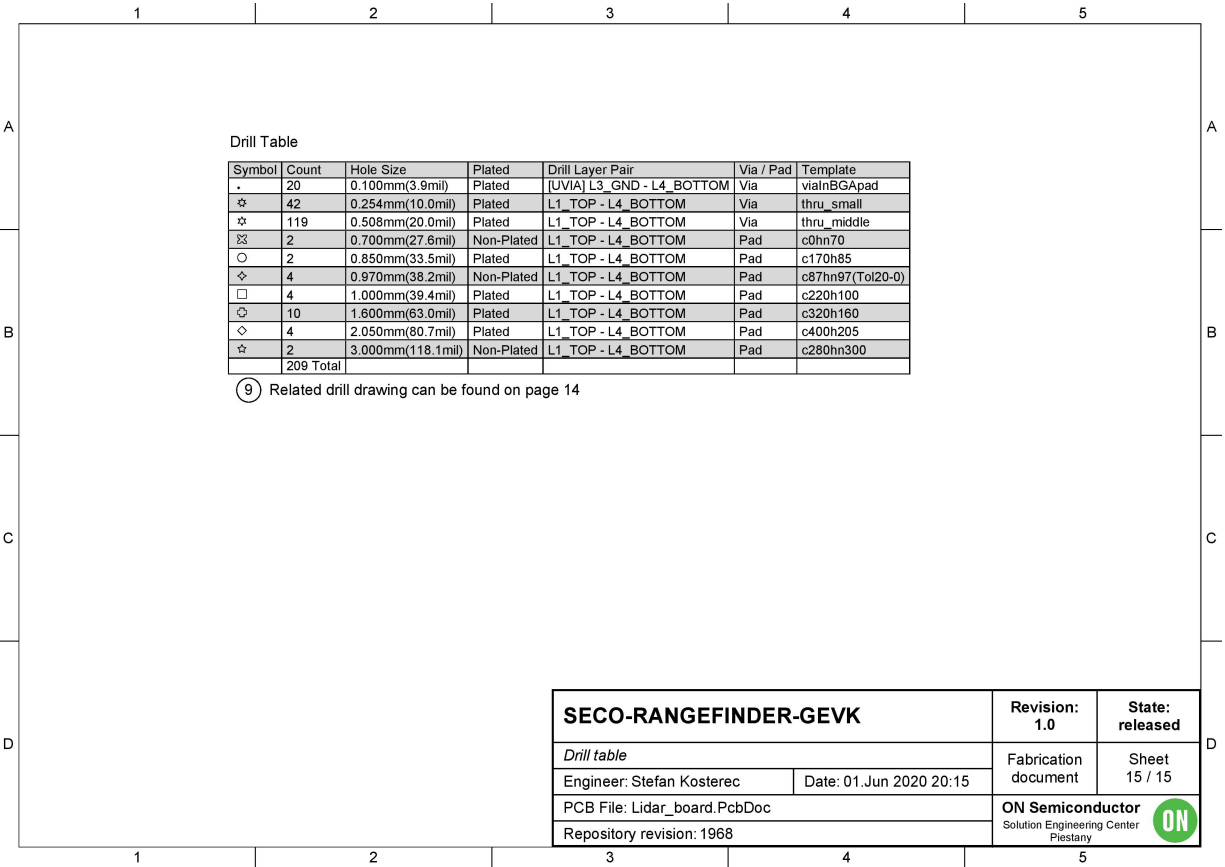 1 2 3 4 5
A A
Drill Table
Symbol Count Hole Size Plated Drill Layer Pair Via / Pad Template
20 0.100mm(3.9mil) Plated [UVIA] L3_GND - L4_BOTTOM Via viaInBGApad
42 0.254mm(10.0mil) Plated L1_TOP - L4_BOTTOM Via thru_small
119 0.508mm(20.0mil) Plated L1_TOP - L4_BOTTOM Via thru_middle
2 0.700mm(27.6mil) Non-Plated L1_TOP - L4_BOTTOM Pad c0hn70
2 0.850mm(33.5mil) Plated L1_TOP - L4_BOTTOM Pad c170h85
4 0.970mm(38.2mil) Non-Plated L1_TOP - L4_BOTTOM Pad c87hn97(Tol20-0)
4 1.000mm(39.4mil) Plated L1_TOP - L4_BOTTOM Pad c220h100
10 1.600mm(63.0mil) Plated L1_TOP - L4_BOTTOM Pad c320h160
4 2.050mm(80.7mil) Plated L1_TOP - L4_BOTTOM Pad c400h205
2 3.000mm(118.1mil) Non-Plated L1_TOP - L4_BOTTOM Pad c280hn300
209 Total
B B
9 Related drill drawing can be found on page 14
C C
D D
SECO-RANGEFINDER-GEVK
Revision:
1.0
State:
released
Drill table
Fabrication
document
Sheet
15 / 15
Engineer: Stefan Kosterec Date: 01.Jun 2020 20:15
PCB File: Lidar_board.PcbDoc
Repository revision: 1968
ON Semiconductor
Solution Engineering Center
Piestany
ON
1 2 3 4 5